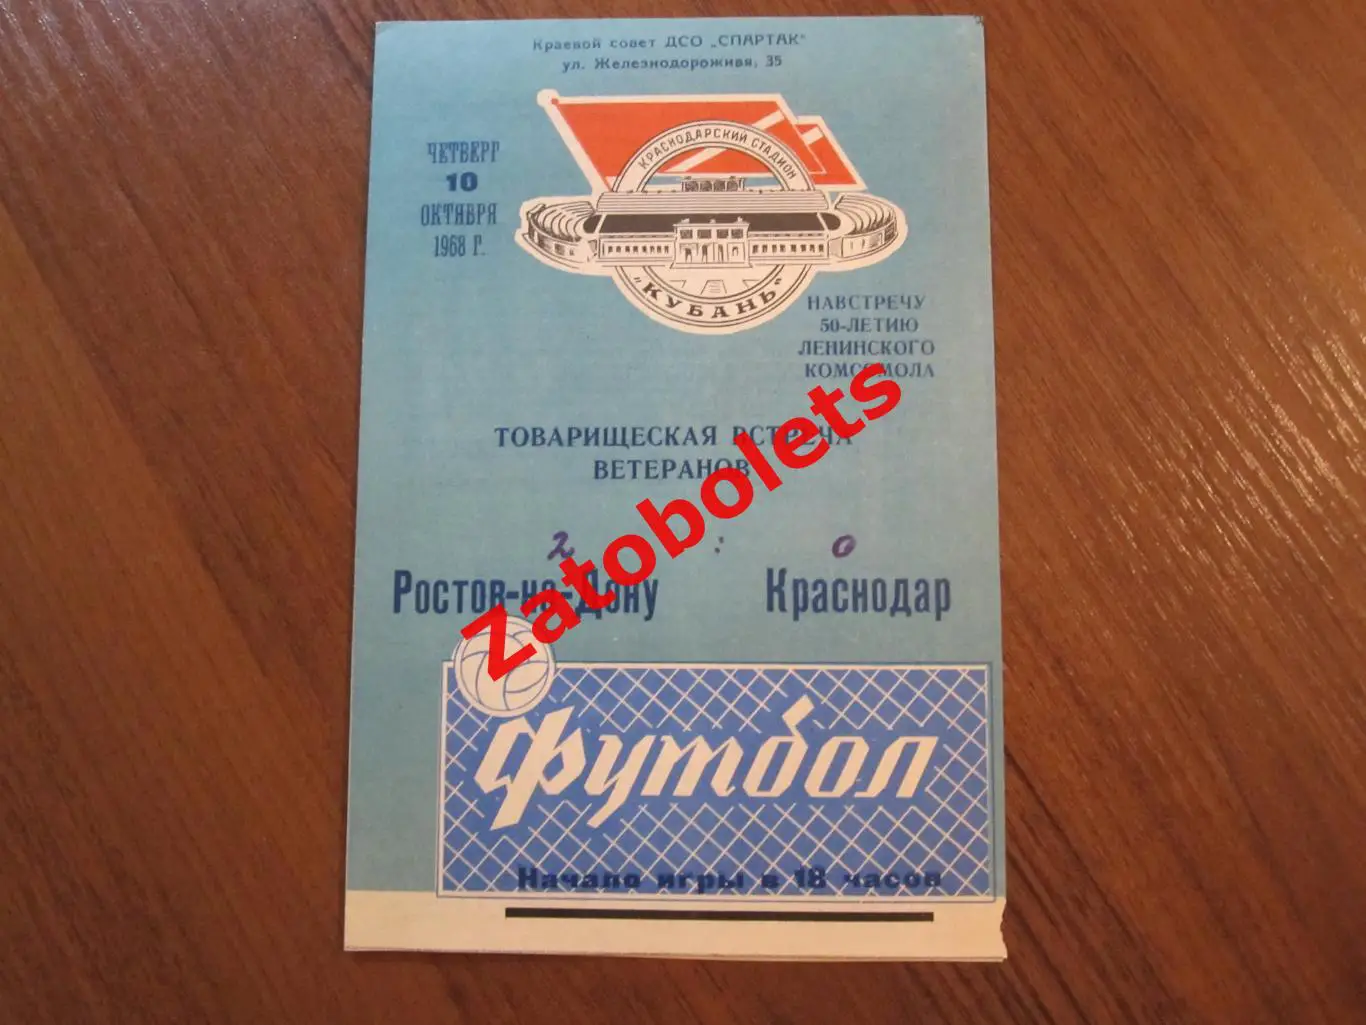 Краевой совет ДСО „СПАРТАК"
ул. Железнодороживя, 35
ЧЕТВЕРГ
10
ОКТЯБРЯ
1968 Г.
КРАСНОДАРСКИЙ СТАДИОН
„КУБАНЬ"
НАВСТРЕЧУ
50-ЛЕТИЮ
ЛЕНИНСКОГО
КОМСОМОЛА
ТОВАРИЩЕСКАЯ ВСТРЕЧА
ВЕТЕРАНОВ
2 : 0
Ростов-на-Дону Краснодар
Zatobolets
Футбол
Начало игры в 18 часов